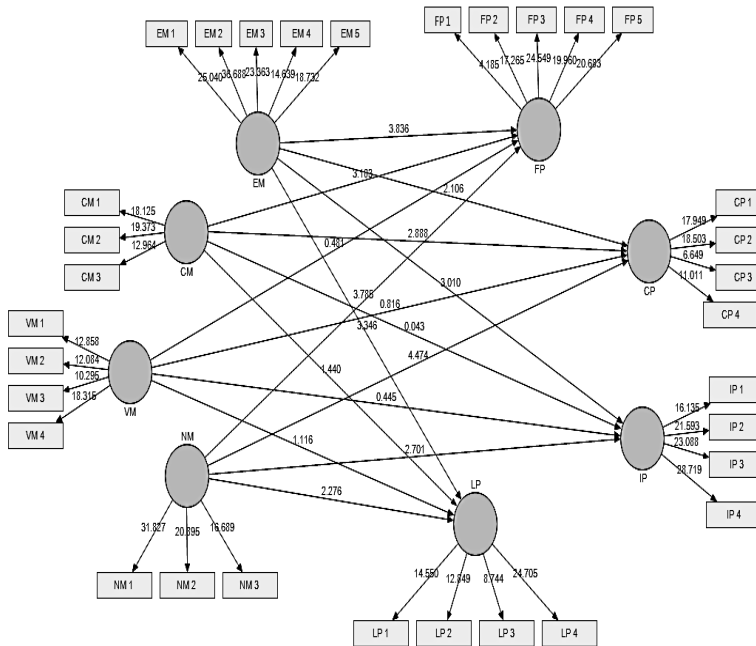 EM 1 EM 2 EM 3 EM 4 EM 5
FP 1 FP 2 FP 3 FP 4 FP 5
25.040 36.688 23.363 14.639 18.732
4.185 17.265 24.549 19.960 20.683
EM
3.836
FP
3.103
2.106
CM 1
CM 2
CM 3
18.125
19.373
12.964
CM
0.481
2.888
CP 1
CP 2
CP 3
CP 4
17.949
18.503
6.649
11.011
CP
3.010
3.785
0.816
3.346
0.043
VM 1
VM 2
VM 3
VM 4
12.858
12.084
10.295
18.315
VM
1.440
4.474
0.445
IP 1
IP 2
IP 3
IP 4
16.135
21.593
23.088
28.719
IP
NM
1.116
2.701
2.276
LP
31.827 20.895 16.689
NM 1 NM 2 NM 3
14.550 12.849 8.744 24.705
LP 1 LP 2 LP 3 LP 4